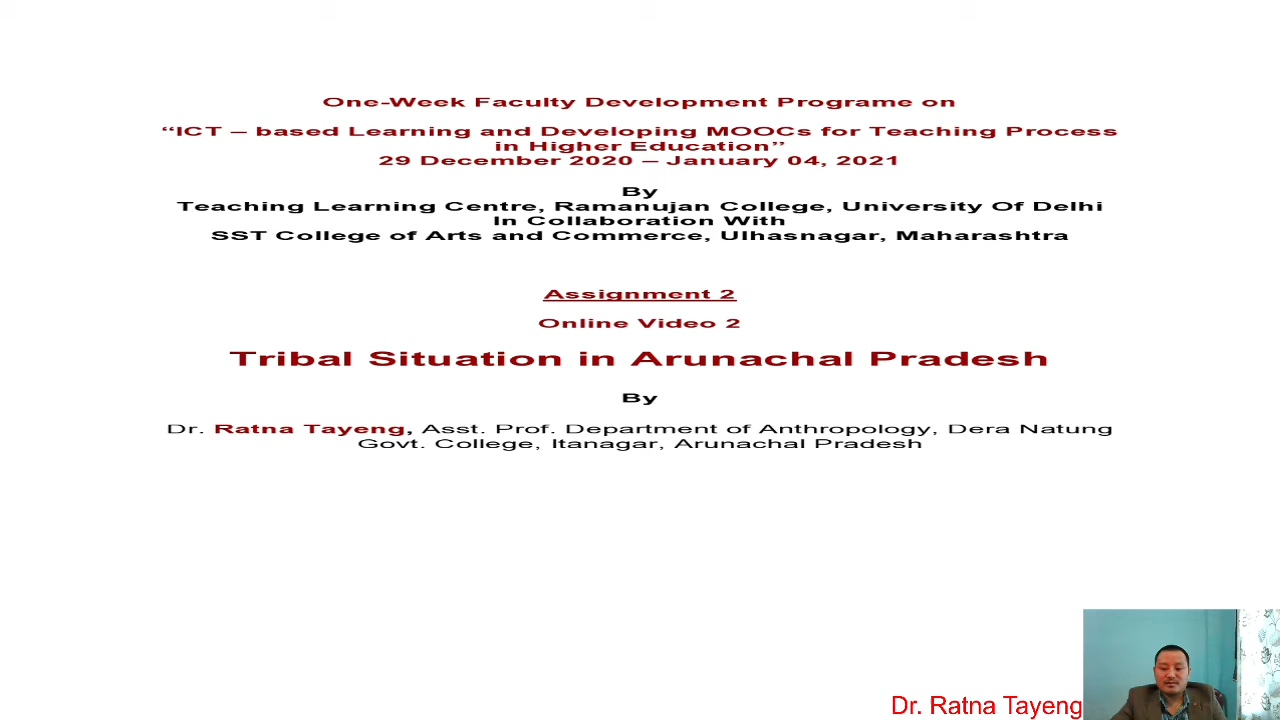 One-Week Faculty Development Programe on
“ICT – based Learning and Developing MOOCs for Teaching Process
in Higher Education”
29 December 2020 – January 04, 2021
By
Teaching Learning Centre, Ramanujan College, University Of Delhi
In Collaboration With
SST College of Arts and Commerce, Ulhasnagar, Maharashtra
Assignment 2
Online Video 2
Tribal Situation in Arunachal Pradesh
By
Dr. Ratna Tayeng, Asst. Prof. Department of Anthropology, Dera Natung
Govt. College, Itanagar, Arunachal Pradesh
Dr. Ratna Tayeng